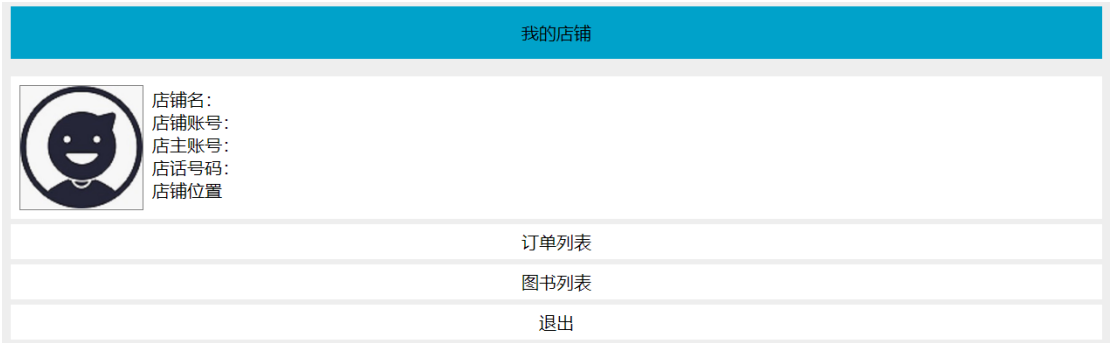 我的店铺
店铺名：
店铺账号：
店主账号：
店话号码：
店铺位置
订单列表
图书列表
退出